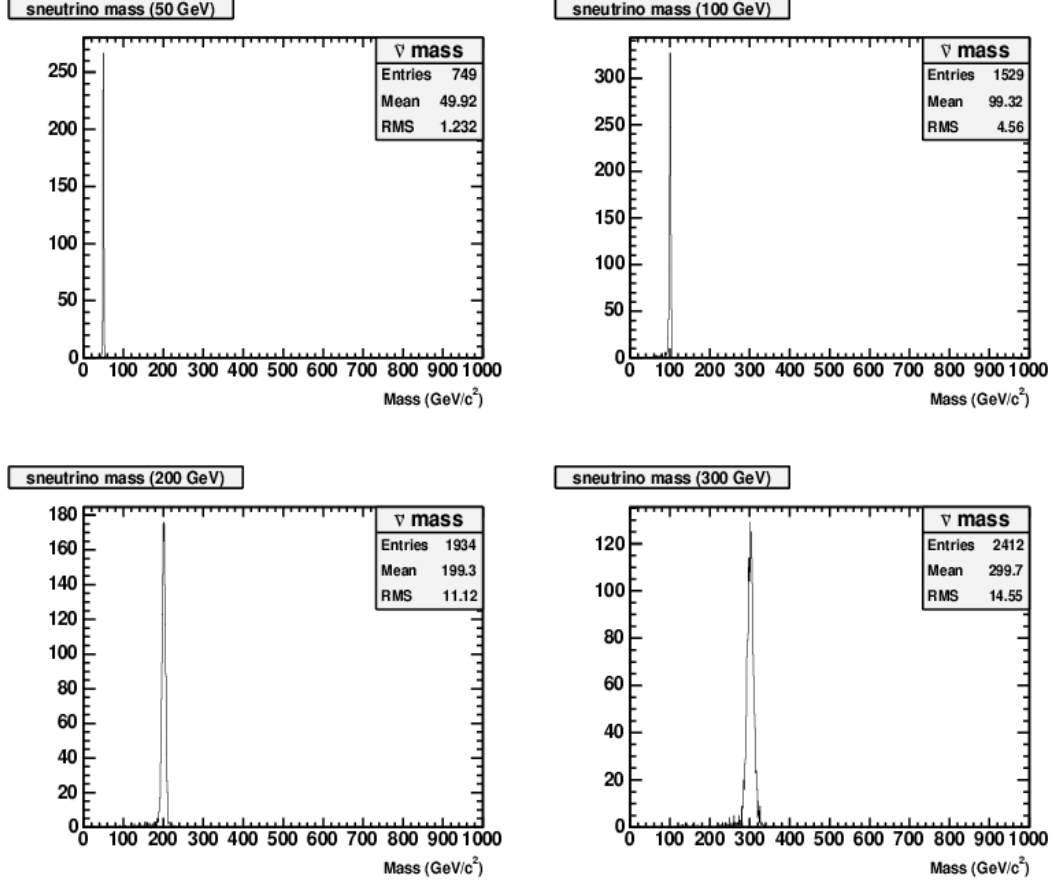 sneutrino mass (50 GeV)
ṽ mass
Entries 749
Mean 49.92
RMS 1.232
250
200
150
100
50
0
0 100 200 300 400 500 600 700 800 900 1000
Mass (GeV/c²)
sneutrino mass (100 GeV)
ṽ mass
Entries 1529
Mean 99.32
RMS 4.56
300
250
200
150
100
50
0
0 100 200 300 400 500 600 700 800 900 1000
Mass (GeV/c²)
sneutrino mass (200 GeV)
ṽ mass
Entries 1934
Mean 199.3
RMS 11.12
180
160
140
120
100
80
60
40
20
0
0 100 200 300 400 500 600 700 800 900 1000
Mass (GeV/c²)
sneutrino mass (300 GeV)
ṽ mass
Entries 2412
Mean 299.7
RMS 14.55
120
100
80
60
40
20
0
0 100 200 300 400 500 600 700 800 900 1000
Mass (GeV/c²)